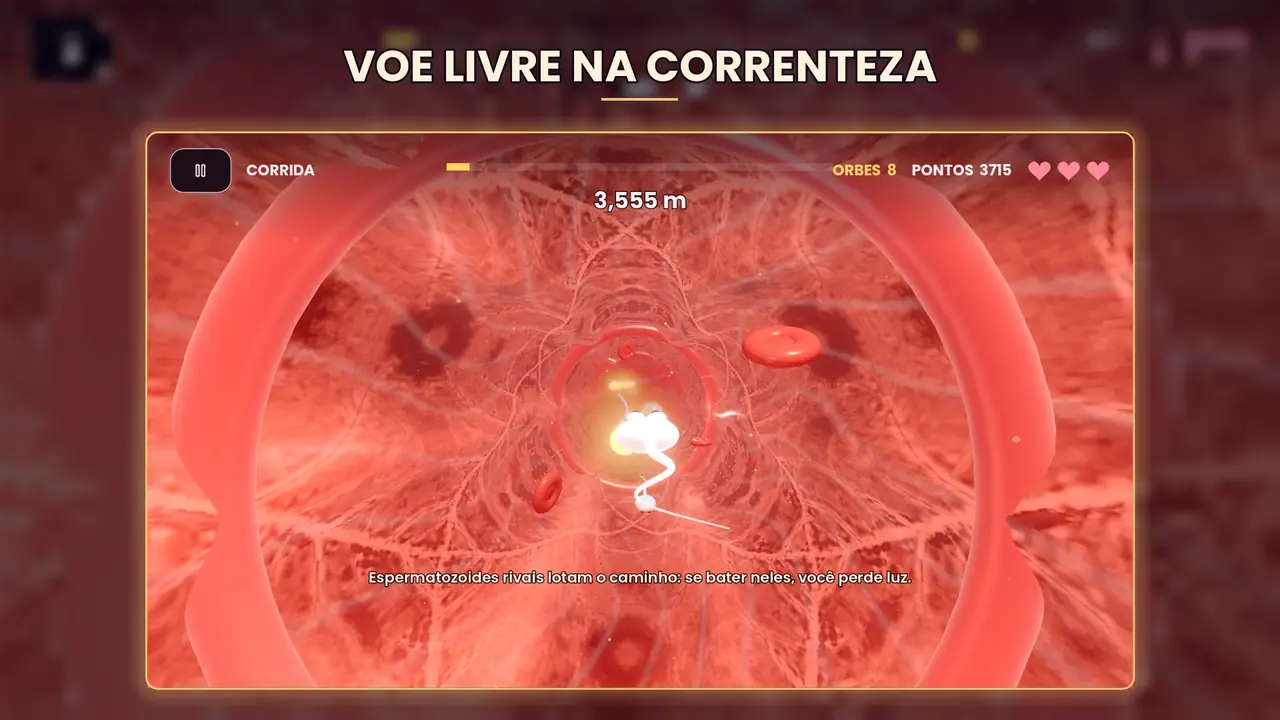 VOE LIVRE NA CORRENTEZA
CORRIDA
ORBES 8
PONTOS 3715
3,555 m
Espermatozoides rivais lotam o caminho: se bater neles, você perde luz.